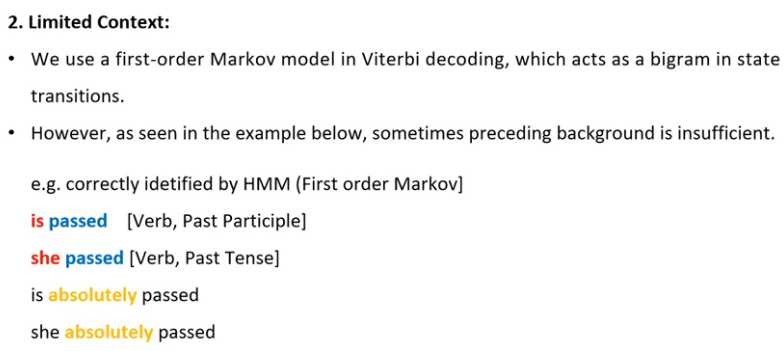 2. Limited Context:
• We use a first-order Markov model in Viterbi decoding, which acts as a bigram in state
transitions.
• However, as seen in the example below, sometimes preceding background is insufficient.
e.g. correctly idetified by HMM (First order Markov]
is passed [Verb, Past Participle]
she passed [Verb, Past Tense]
is absolutely passed
she absolutely passed